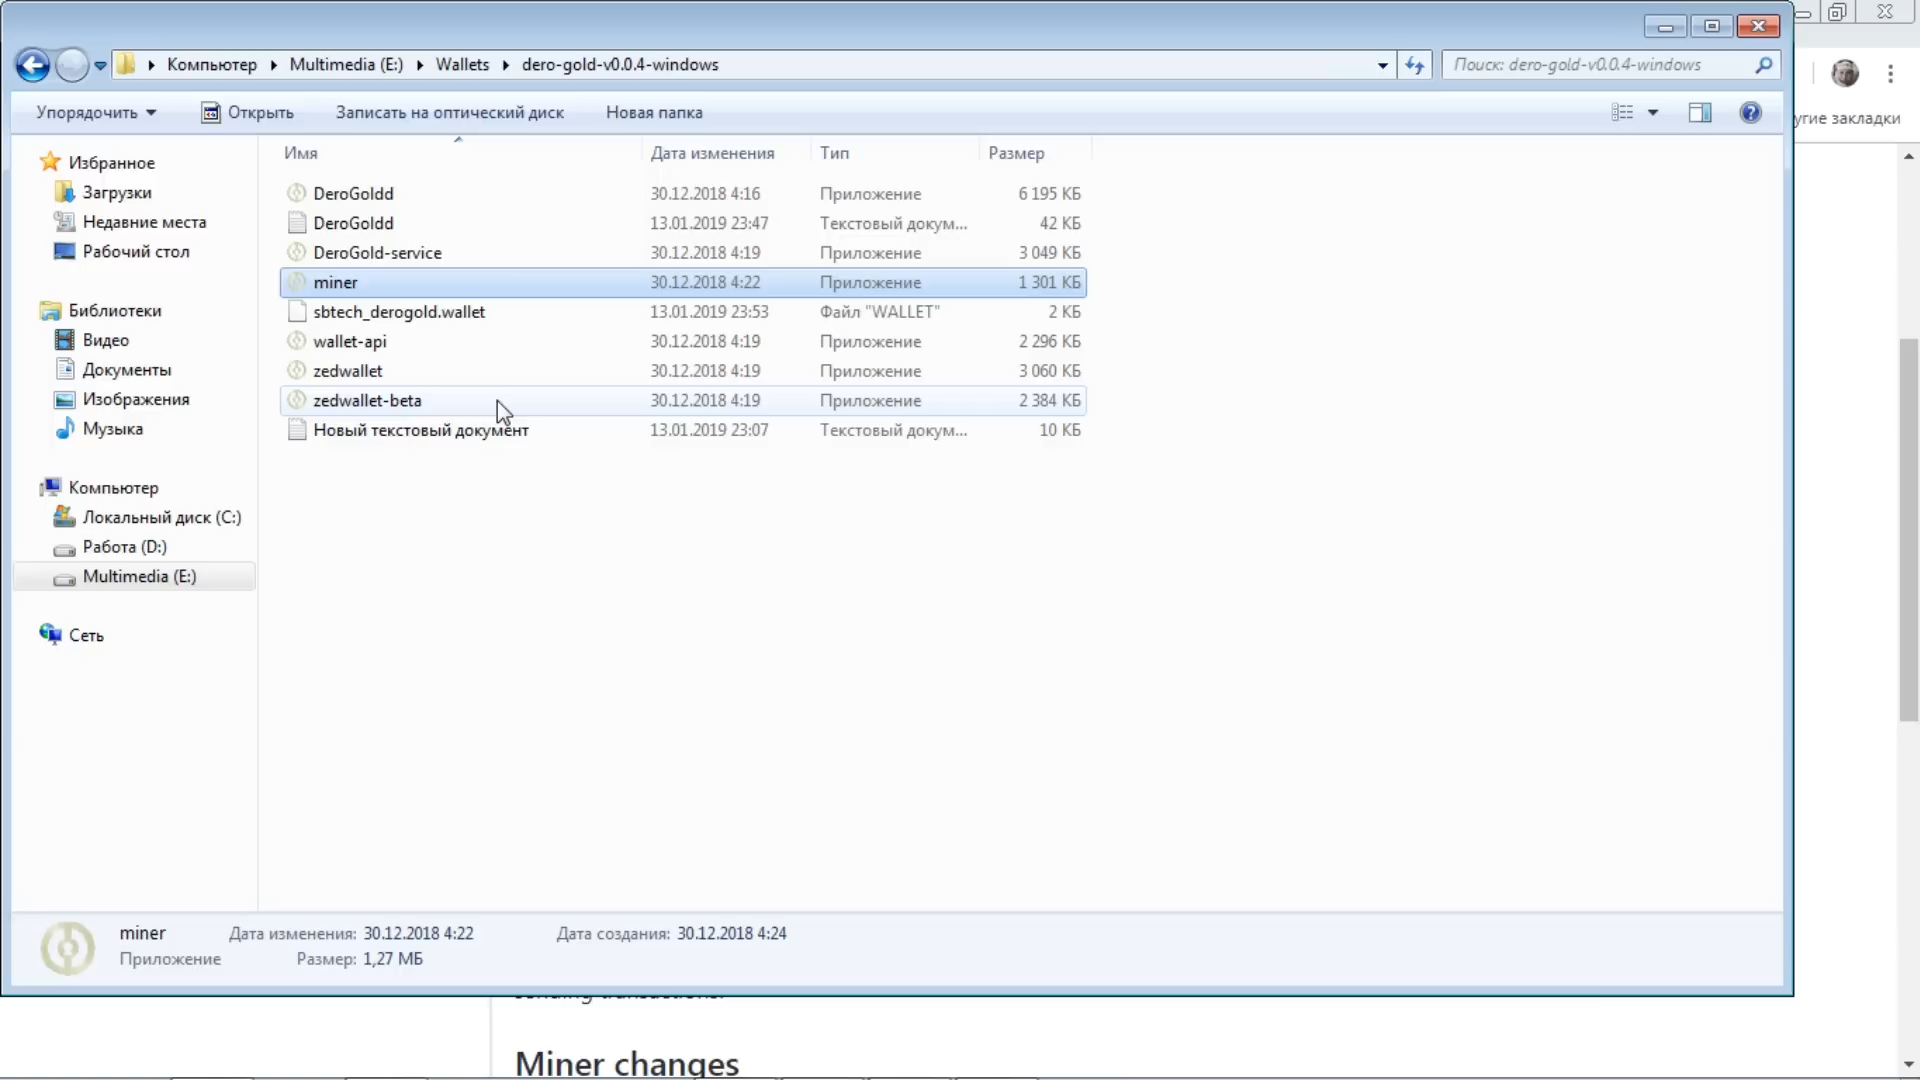 Компьютер Multimedia (E:) Wallets dero-gold-v0.0.4-windows
Поиск: dero-gold-v0.0.4-windows
Упорядочить Открыть Записать на оптический диск Новая папка
угие закладки
Избранное
Загрузки
Недавние места
Рабочий стол
Библиотеки
Видео
Документы
Изображения
Музыка
Компьютер
Локальный диск (C:)
Работа (D:)
Multimedia (E:)
Сеть
Имя Дата изменения Тип Размер
DeroGoldd 30.12.2018 4:16 Приложение 6 195 КБ
DeroGoldd 13.01.2019 23:47 Текстовый докум... 42 КБ
DeroGold-service 30.12.2018 4:19 Приложение 3 049 КБ
miner 30.12.2018 4:22 Приложение 1 301 КБ
sbtech_derogold.wallet 13.01.2019 23:53 Файл "WALLET" 2 КБ
wallet-api 30.12.2018 4:19 Приложение 2 296 КБ
zedwallet 30.12.2018 4:19 Приложение 3 060 КБ
zedwallet-beta 30.12.2018 4:19 Приложение 2 384 КБ
Новый текстовый документ 13.01.2019 23:07 Текстовый докум... 10 КБ
miner Дата изменения: 30.12.2018 4:22 Дата создания: 30.12.2018 4:24
Приложение Размер: 1,27 МБ
Miner changes